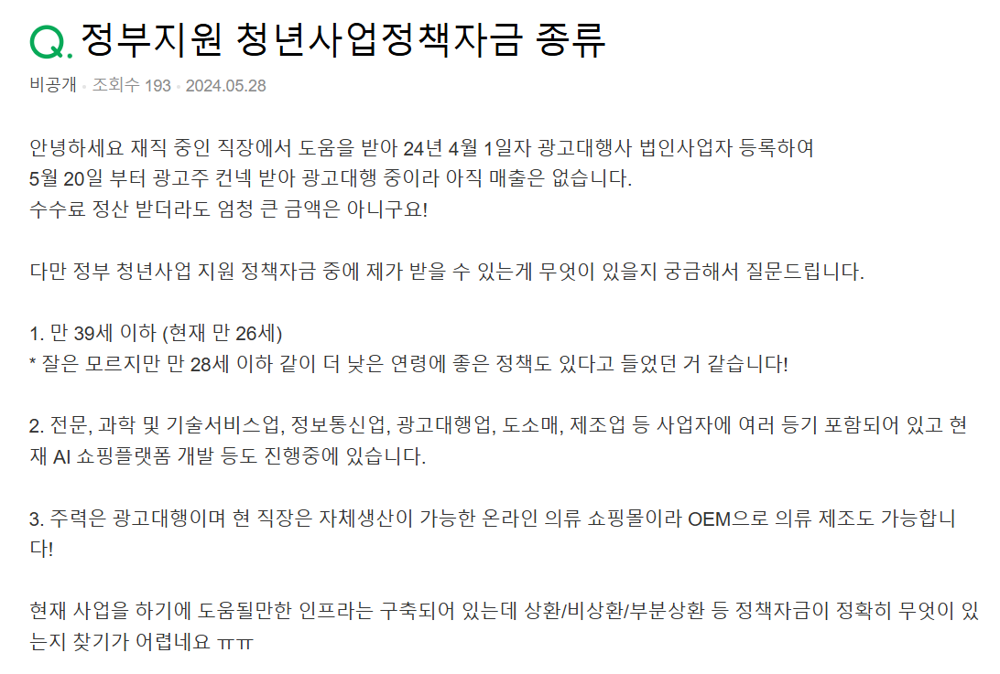 Q. 정부지원 청년사업정책자금 종류
비공개 · 조회수 193 · 2024.05.28
안녕하세요 재직 중인 직장에서 도움을 받아 24년 4월 1일자 광고대행사 법인사업자 등록하여
5월 20일 부터 광고주 컨넥 받아 광고대행 중이라 아직 매출은 없습니다.
수수료 정산 받더라도 엄청 큰 금액은 아니구요!
다만 정부 청년사업 지원 정책자금 중에 제가 받을 수 있는게 무엇이 있을지 궁금해서 질문드립니다.
1. 만 39세 이하 (현재 만 26세)
* 잘은 모르지만 만 28세 이하 같이 더 낮은 연령에 좋은 정책도 있다고 들었던 거 같습니다!
2. 전문, 과학 및 기술서비스업, 정보통신업, 광고대행업, 도소매, 제조업 등 사업자에 여러 등기 포함되어 있고 현
재 AI 쇼핑플랫폼 개발 등도 진행중에 있습니다.
3. 주력은 광고대행이며 현 직장은 자체생산이 가능한 온라인 의류 쇼핑몰이라 OEM으로 의류 제조도 가능합니
다!
현재 사업을 하기에 도움될만한 인프라는 구축되어 있는데 상환/비상환/부분상환 등 정책자금이 정확히 무엇이 있
는지 찾기가 어렵네요 ㅠㅠ